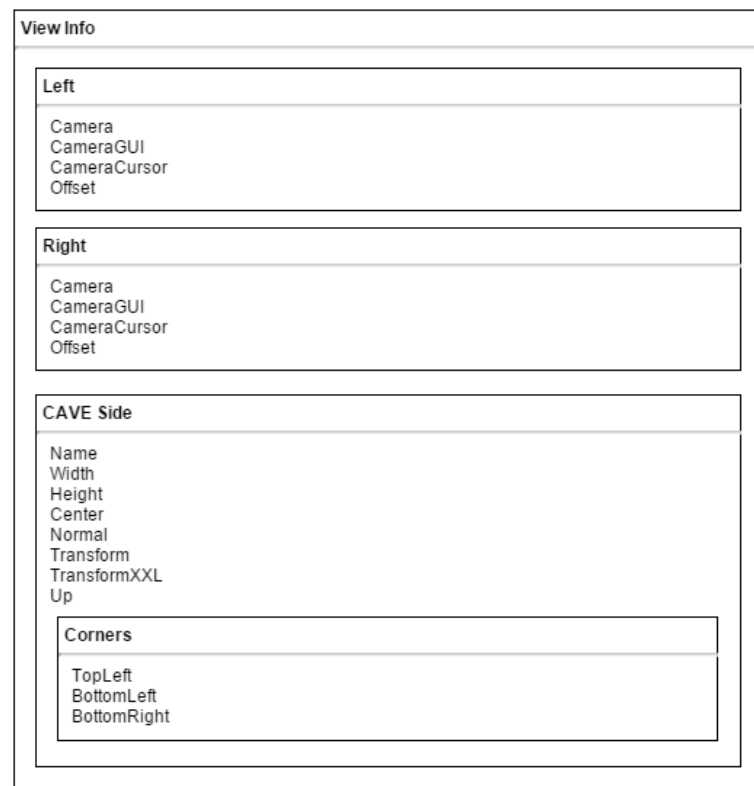 View Info
Left
Camera
CameraGUI
CameraCursor
Offset
Right
Camera
CameraGUI
CameraCursor
Offset
CAVE Side
Name
Width
Height
Center
Normal
Transform
TransformXXL
Up
Corners
TopLeft
BottomLeft
BottomRight